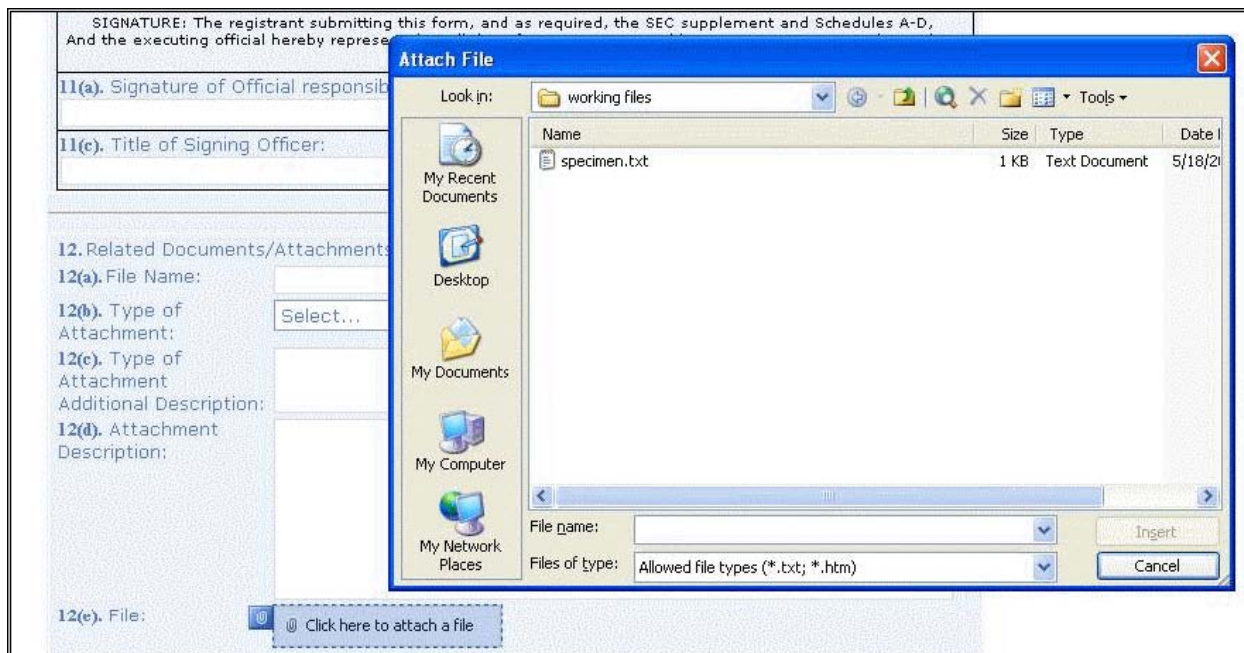 SIGNATURE: The registrant submitting this form, and as required, the SEC supplement and Schedules A-D,
And the executing official hereby
11(a). Signature of Official
11(c). Title of Signing Officer:
12. Related Documents/Attachments
12(a). File Name:
12(b). Type of
Attachment:
Select...
12(c). Type of
Attachment
Additional Description:
12(d). Attachment
Description:
12(e). File:
Click here to attach a file
Attach File
Look in:
working files
Tools
My Recent
Documents
Desktop
My Documents
My Computer
My Network
Places
Name
Size
Type
Date
specimen.txt
1 KB
Text Document
File name:
Insert
Files of type:
Allowed file types (*.txt; *.htm)
Cancel